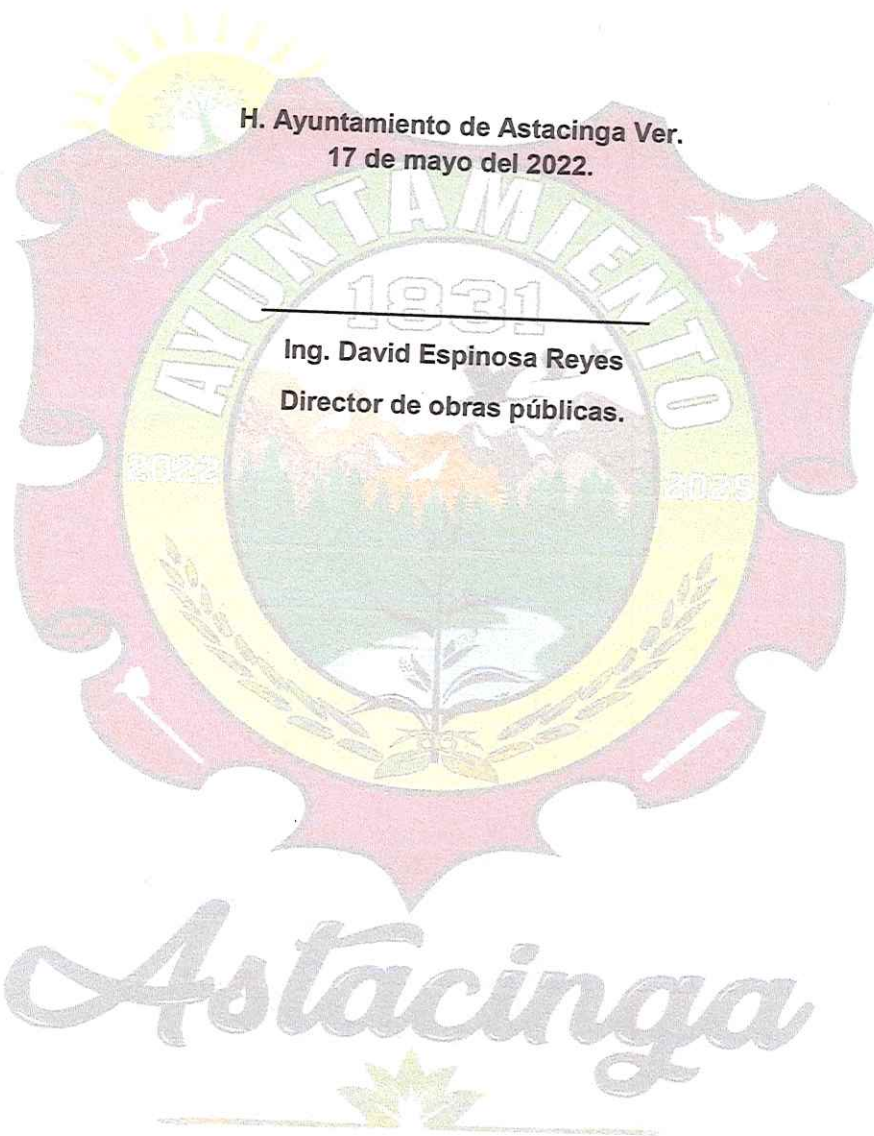 H. Ayuntamiento de Astacinga Ver.
17 de mayo del 2022.
AYUNTAMIENTO
1831
Ing. David Espinosa Reyes
Director de obras públicas.
2022
Astacinga